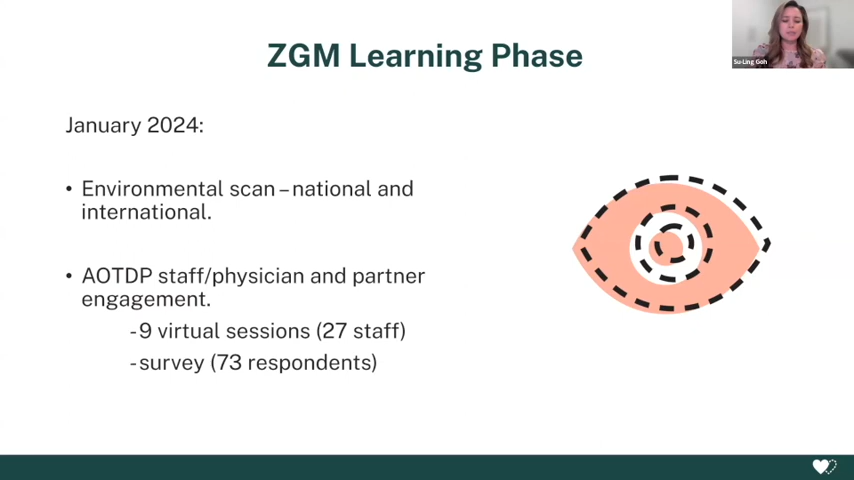 ZGM Learning Phase
Su-Ling Goh
January 2024:
• Environmental scan – national and
international.
• AOTDP staff/physician and partner
engagement.
- 9 virtual sessions (27 staff)
- survey (73 respondents)